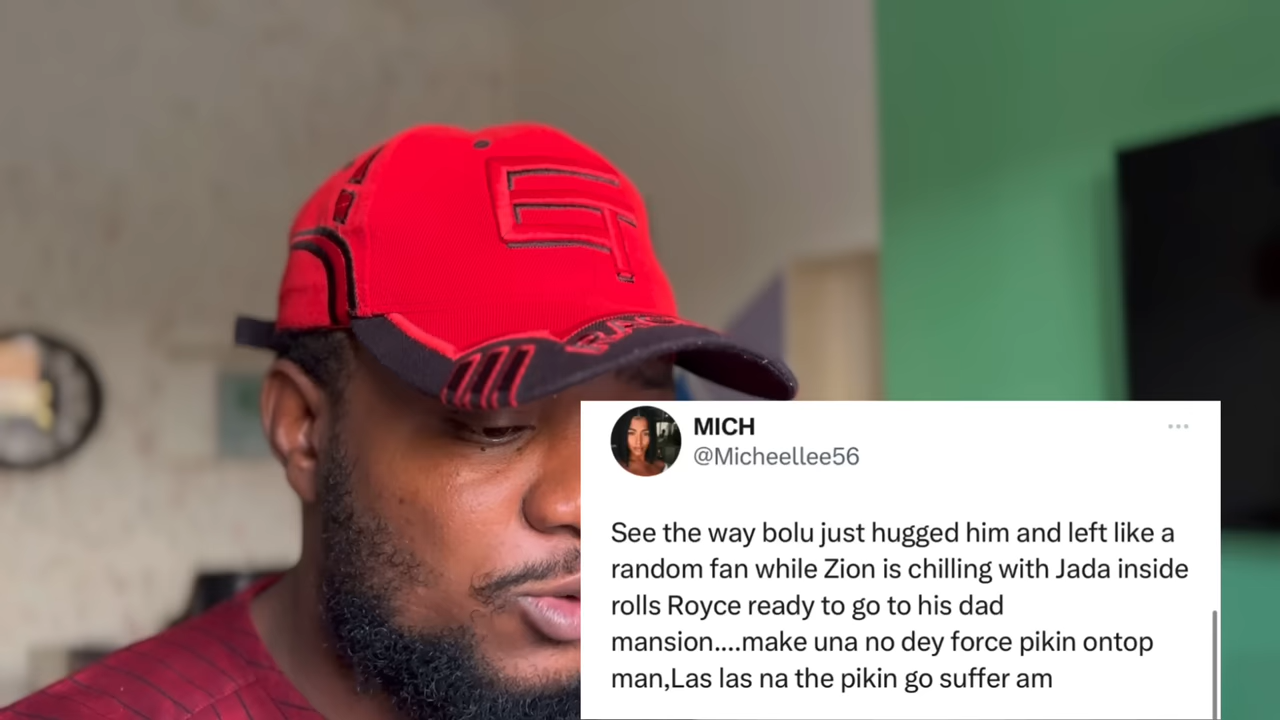 RAC
MICH
@Micheellee56
See the way bolu just hugged him and left like a
random fan while Zion is chilling with Jada inside
rolls Royce ready to go to his dad
mansion....make una no dey force pikin ontop
man,Las las na the pikin go suffer am